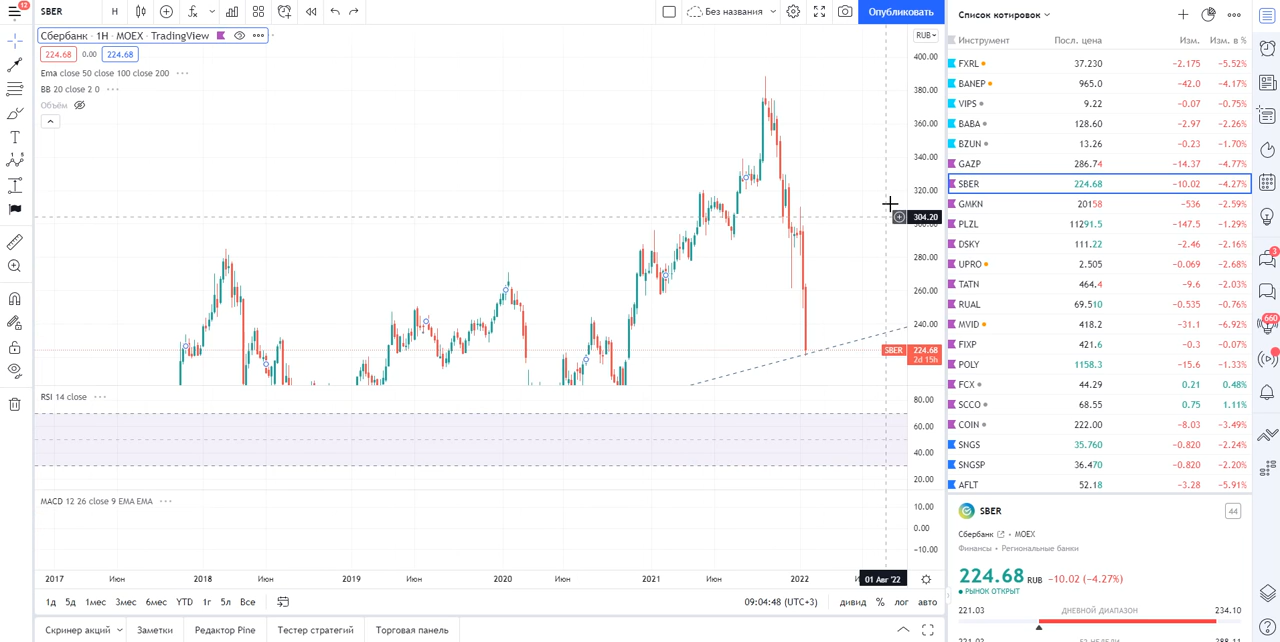 12
SBER
Н
Без названия
Опубликовать
Сбербанк · 1Н · MOEX · TradingView
224.68 0.00 224.68
Ema close 50 close 100 close 200
BB 20 close 2 0
Объём
RUB
400.00
380.00
360.00
340.00
320.00
304.20
280.00
260.00
240.00
SBER 224.68
2d 15h
RSI 14 close
80.00
60.00
40.00
20.00
MACD 12 26 close 9 EMA EMA
10.00
0.00
−10.00
2017 Июн 2018 Июн 2019 Июн 2020 Июн 2021 Июн 2022 01 Авг '22
1д 5д 1мес 3мес 6мес YTD 1г 5л Все
09:04:48 (UTC+3) дивид % лог авто
Скринер акций Заметки Редактор Pine Тестер стратегий Торговая панель
Список котировок
Инструмент Посл. цена Изм. Изм. в %
FXRL 37.230 −2.175 −5.52%
BANEP 965.0 −42.0 −4.17%
VIPS 9.22 −0.07 −0.75%
BABA 128.60 −2.97 −2.26%
BZUN 13.26 −0.23 −1.70%
GAZP 286.74 −14.37 −4.77%
SBER 224.68 −10.02 −4.27%
GMKN 20158 −536 −2.59%
PLZL 11291.5 −147.5 −1.29%
DSKY 111.22 −2.46 −2.16%
UPRO 2.505 −0.069 −2.68%
TATN 464.4 −9.6 −2.03%
RUAL 69.510 −0.535 −0.76%
MVID 418.2 −31.1 −6.92%
FIXP 421.6 −0.3 −0.07%
POLY 1158.3 −15.6 −1.33%
FCX 44.29 0.21 0.48%
SCCO 68.55 0.75 1.11%
COIN 222.00 −8.03 −3.49%
SNGS 35.760 −0.820 −2.24%
SNGSP 36.470 −0.820 −2.20%
AFLT 52.18 −3.28 −5.91%
SBER 44
Сбербанк • MOEX
Финансы • Региональные банки
224.68 RUB −10.02 (−4.27%)
РЫНОК ОТКРЫТ
221.03 ДНЕВНОЙ ДИАПАЗОН 234.10
3
660